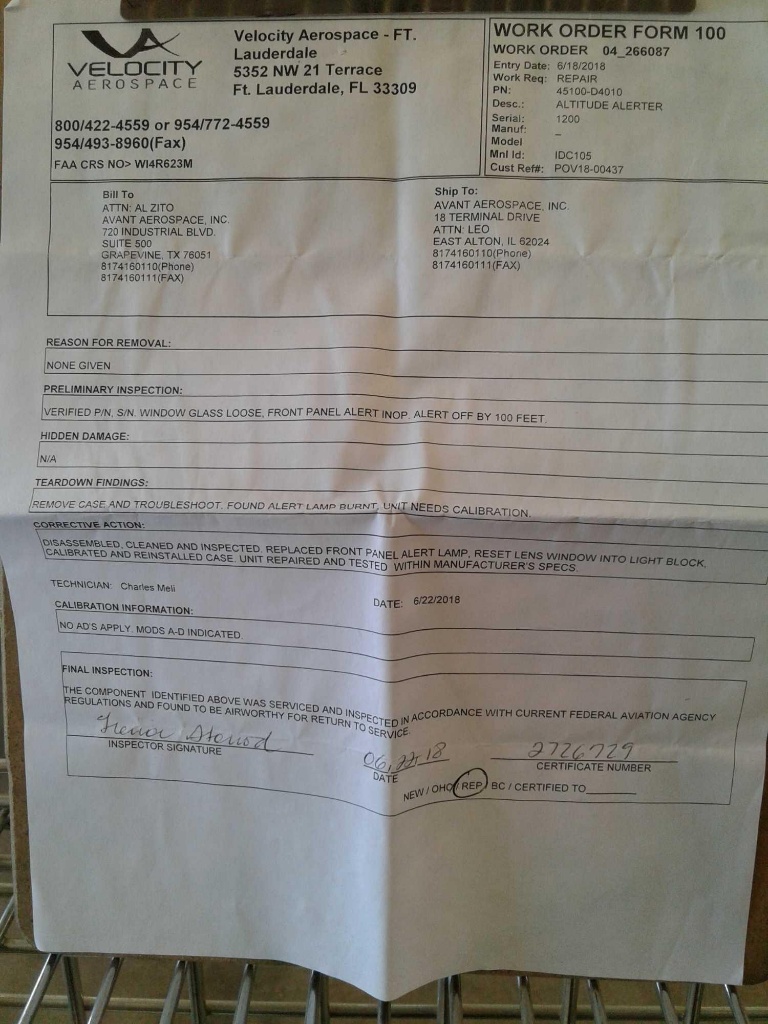 VELOCITY
AEROSPACE
Velocity Aerospace - FT.
Lauderdale
5352 NW 21 Terrace
Ft. Lauderdale, FL 33309
800/422-4559 or 954/772-4559
954/493-8960(Fax)
FAA CRS NO> WI4R623M
WORK ORDER FORM 100
WORK ORDER 04_266087
Entry Date: 6/18/2018
Work Req: REPAIR
PN: 45100-D4010
Desc.: ALTITUDE ALERTER
Serial: 1200
Manuf: –
Model
Mnl Id: IDC105
Cust Ref#: POV18-00437
Bill To
ATTN: AL ZITO
AVANT AEROSPACE, INC.
720 INDUSTRIAL BLVD.
SUITE 500
GRAPEVINE, TX 76051
8174160110(Phone)
8174160111(FAX)
Ship To:
AVANT AEROSPACE, INC.
18 TERMINAL DRIVE
ATTN: LEO
EAST ALTON, IL 62024
8174160110(Phone)
8174160111(FAX)
REASON FOR REMOVAL:
NONE GIVEN
PRELIMINARY INSPECTION:
VERIFIED P/N, S/N. WINDOW GLASS LOOSE, FRONT PANEL ALERT INOP. ALERT OFF BY 100 FEET.
HIDDEN DAMAGE:
N/A
TEARDOWN FINDINGS:
REMOVE CASE AND TROUBLESHOOT. FOUND ALERT LAMP BURNT, UNIT NEEDS CALIBRATION.
CORRECTIVE ACTION:
DISASSEMBLED, CLEANED AND INSPECTED. REPLACED FRONT PANEL ALERT LAMP, RESET LENS WINDOW INTO LIGHT BLOCK,
CALIBRATED AND REINSTALLED CASE. UNIT REPAIRED AND TESTED WITHIN MANUFACTURER'S SPECS.
TECHNICIAN: Charles Meli DATE: 6/22/2018
CALIBRATION INFORMATION:
NO AD'S APPLY. MODS A-D INDICATED
FINAL INSPECTION:
THE COMPONENT IDENTIFIED ABOVE WAS SERVICED AND INSPECTED IN ACCORDANCE WITH CURRENT FEDERAL AVIATION AGENCY
REGULATIONS AND FOUND TO BE AIRWORTHY FOR RETURN TO SERVICE.
06,22,18 2726729
INSPECTOR SIGNATURE DATE CERTIFICATE NUMBER
NEW / OHC / REP / BC / CERTIFIED TO